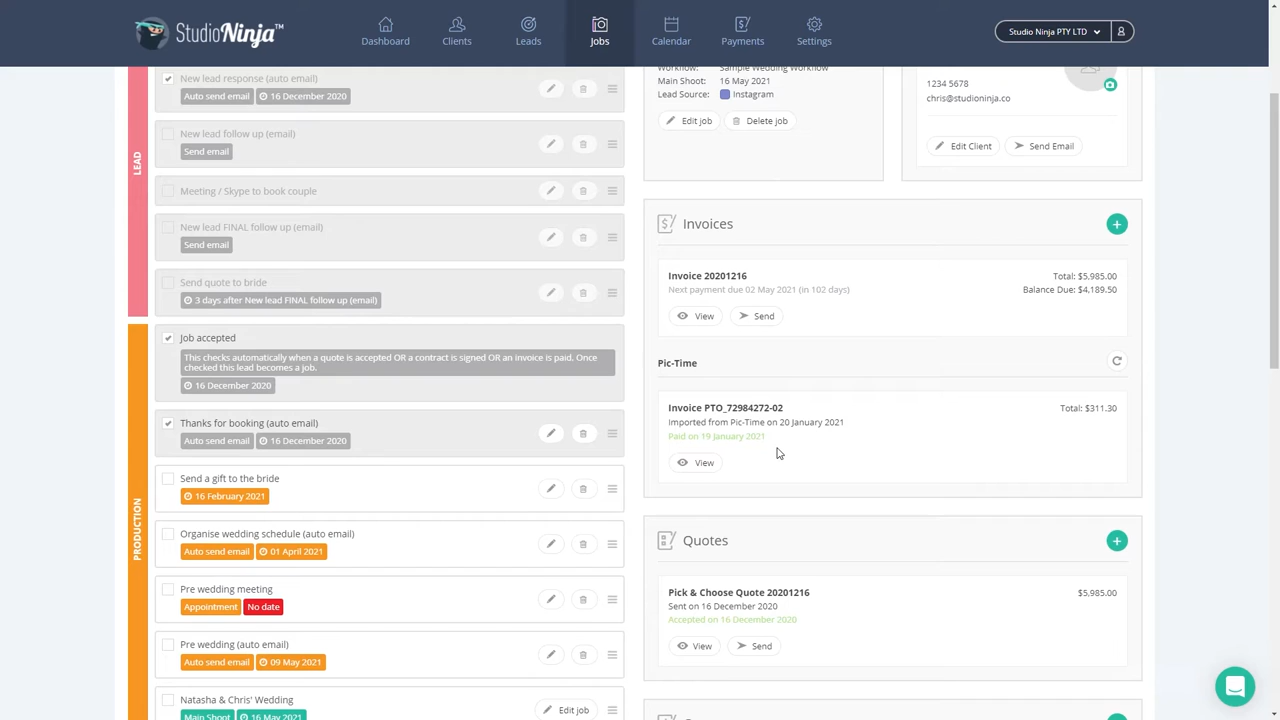 StudioNinja™
Dashboard
Clients
Leads
Jobs
Calendar
Payments
Settings
Studio Ninja PTY LTD
New lead response (auto email)
Auto send email
16 December 2020
New lead follow up (email)
Send email
Meeting / Skype to book couple
New lead FINAL follow up (email)
Send email
Send quote to bride
3 days after New lead FINAL follow up (email)
LEAD
Job accepted
This checks automatically when a quote is accepted OR a contract is signed OR an invoice is paid. Once
checked this lead becomes a job.
16 December 2020
Thanks for booking (auto email)
Auto send email
16 December 2020
Send a gift to the bride
16 February 2021
Organise wedding schedule (auto email)
Auto send email
01 April 2021
Pre wedding meeting
Appointment
No date
Pre wedding (auto email)
Auto send email
09 May 2021
Natasha & Chris' Wedding
Main Shoot
16 May 2021
Edit job
PRODUCTION
Workflow: Sample Wedding Workflow
Main Shoot: 16 May 2021
Lead Source: Instagram
Edit job
Delete job
1234 5678
chris@studioninja.co
Edit Client
Send Email
Invoices
Invoice 20201216
Total: $5,985.00
Next payment due 02 May 2021 (in 102 days)
Balance Due: $4,189.50
View
Send
Pic-Time
Invoice PTO_72984272-02
Total: $311.30
Imported from Pic-Time on 20 January 2021
Paid on 19 January 2021
View
Quotes
Pick & Choose Quote 20201216
$5,985.00
Sent on 16 December 2020
Accepted on 16 December 2020
View
Send